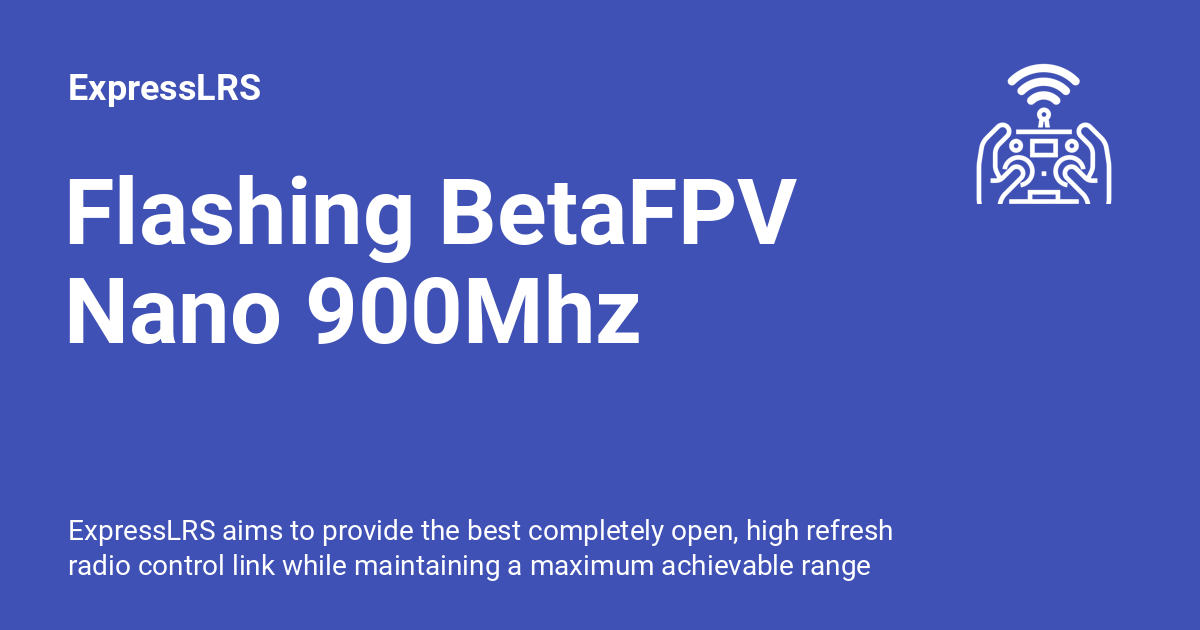 ExpressLRS
Flashing BetaFPV
Nano 900Mhz
ExpressLRS aims to provide the best completely open, high refresh
radio control link while maintaining a maximum achievable range